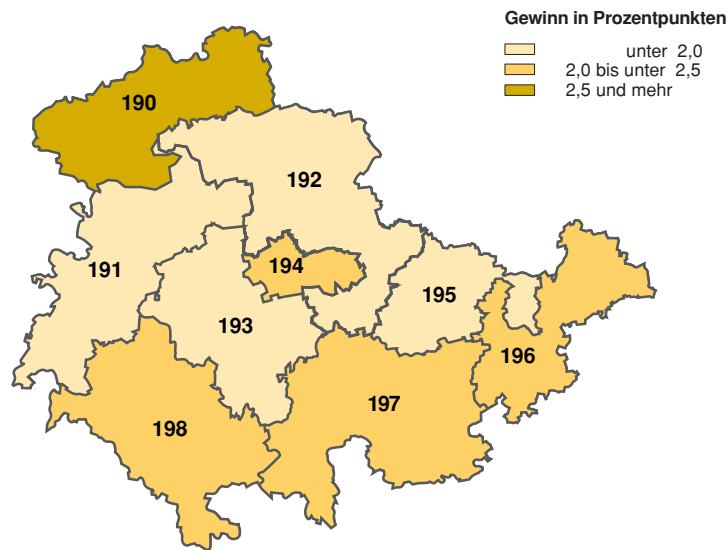 Gewinn in Prozentpunkten
unter 2,0
2,0 bis unter 2,5
2,5 und mehr
190
192
191
194
195
193
196
197
198